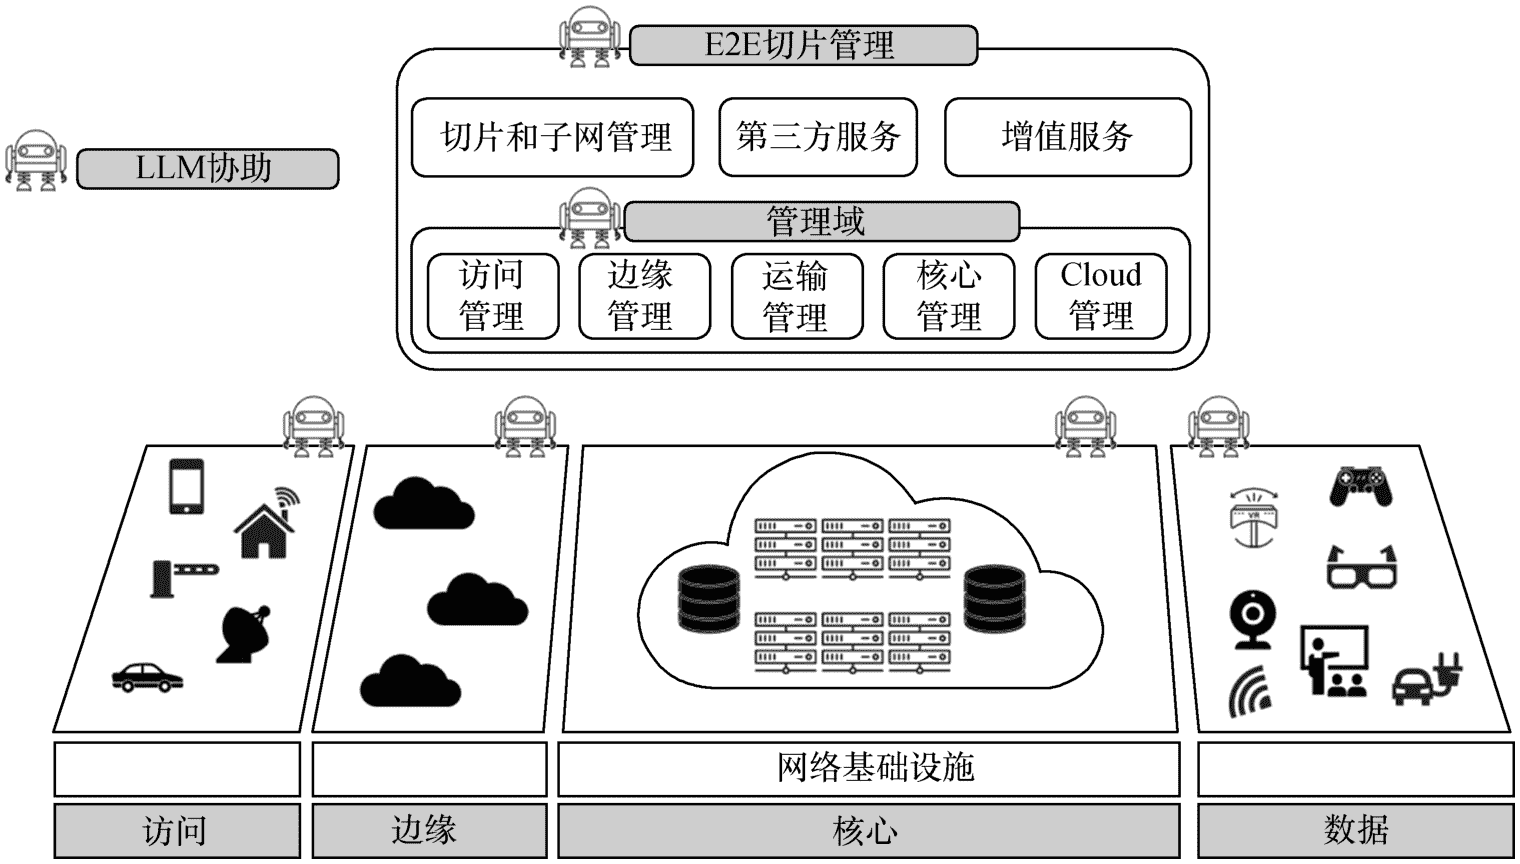 E2E切片管理
切片和子网管理
第三方服务
增值服务
LLM协助
管理域
访问
管理
边缘
管理
运输
管理
核心
管理
Cloud
管理
VR
网络基础设施
访问
边缘
核心
数据